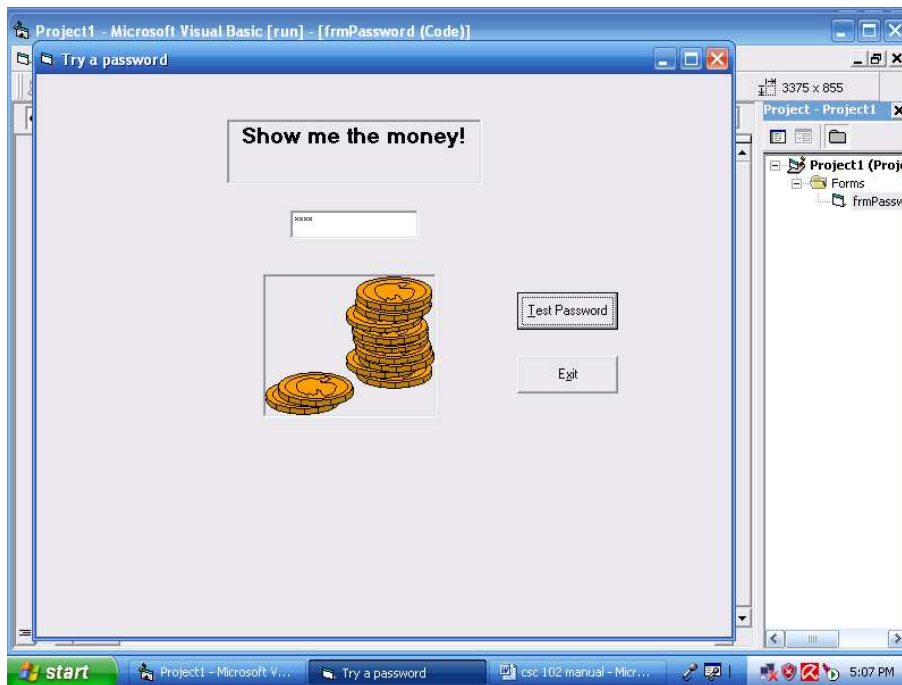 Project1 - Microsoft Visual Basic [run] - [frmPassword (Code)]
Try a password
3375 x 855
Project - Project1
Show me the money!
Project1 (Proje
Forms
frmPassw
****
Test Password
Exit
start
Project1 - Microsoft V...
Try a password
csc 102 manual - Micr...
5:07 PM